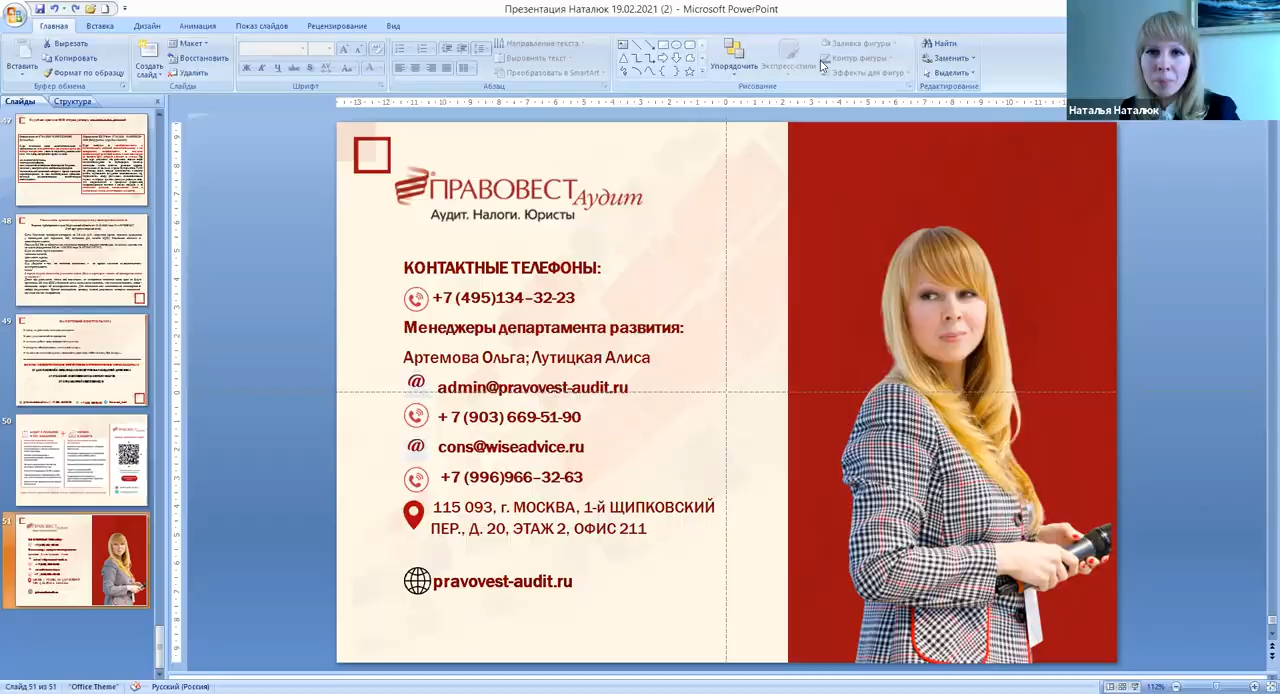 Презентация Наталюк 19.02.2021 (2) - Microsoft PowerPoint
Главная Вставка Дизайн Анимация Показ слайдов Рецензирование Вид
Вставить
Вырезать
Копировать
Формат по образцу
Буфер обмена
Создать слайд
Макет
Восстановить
Удалить
Слайды
Шрифт
Направление текста
Выровнять текст
Преобразовать в SmartArt
Абзац
Упорядочить
Экспресс-стили
Заливка фигуры
Контур фигуры
Эффекты для фигур
Рисование
Найти
Заменить
Выделить
Редактирование
Наталья Наталюк
Слайды Структура
47
48
49
50
51
ПРАВОВЕСТ Аудит
Аудит. Налоги. Юристы
КОНТАКТНЫЕ ТЕЛЕФОНЫ:
+7 (495)134–32-23
Менеджеры департамента развития:
Артемова Ольга; Лутицкая Алиса
@ admin@pravovest-audit.ru
+ 7 (903) 669-51-90
@ cons@wiseadvice.ru
+7 (996)966–32-63
115 093, г. МОСКВА, 1-й ЩИПКОВСКИЙ
ПЕР., Д. 20, ЭТАЖ 2, ОФИС 211
pravovest-audit.ru
Слайд 51 из 51 "Office Theme" Русский (Россия) 112%